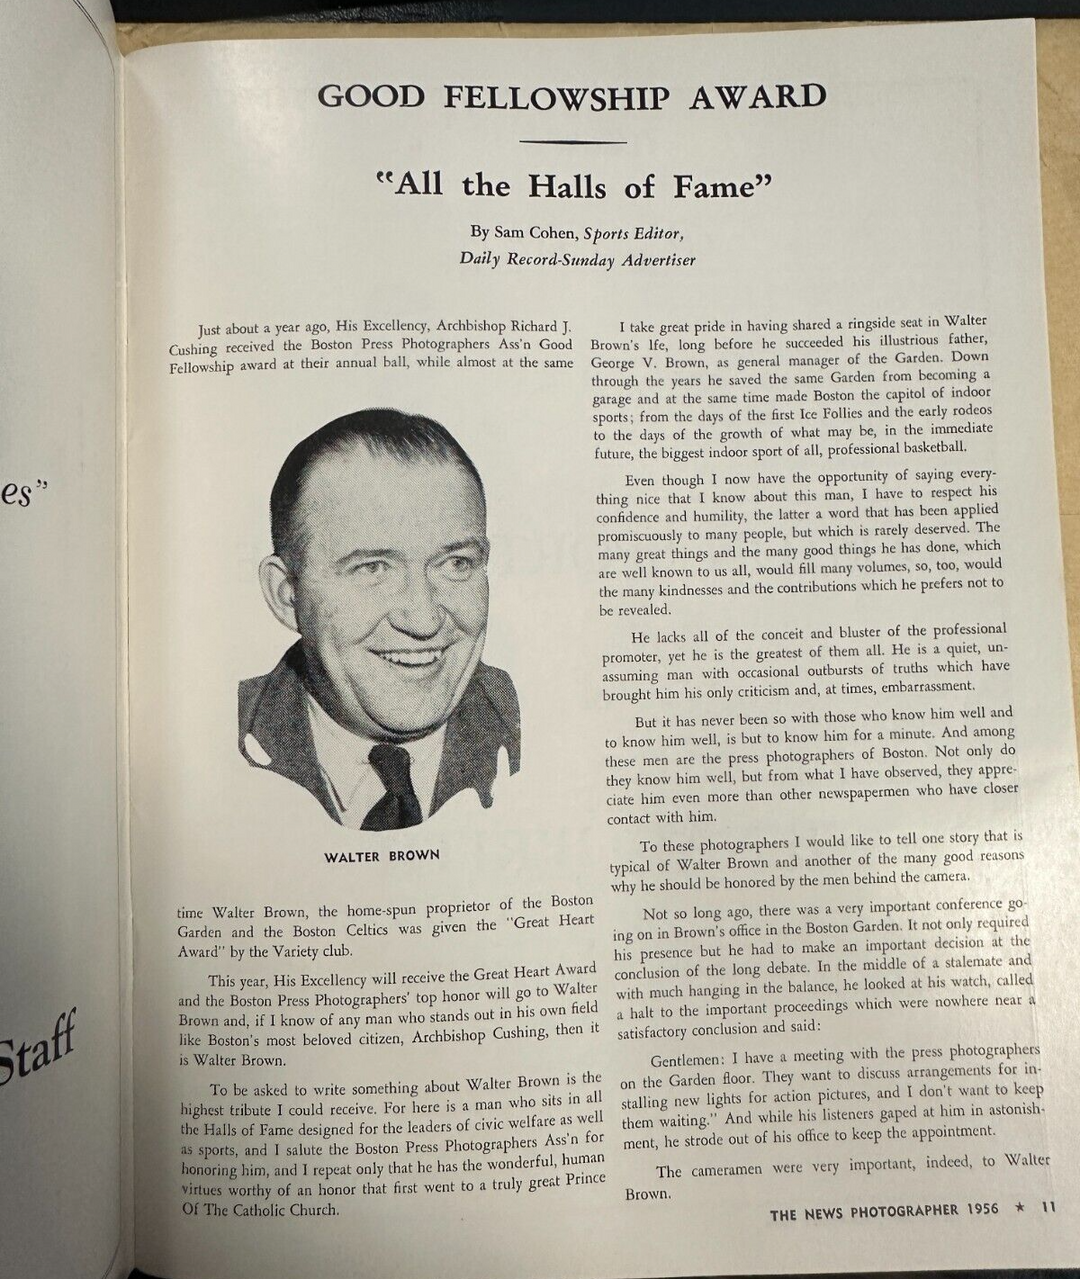 es”
Staff
GOOD FELLOWSHIP AWARD
“All the Halls of Fame”
By Sam Cohen, Sports Editor,
Daily Record-Sunday Advertiser
Just about a year ago, His Excellency, Archbishop Richard J.
Cushing received the Boston Press Photographers Ass'n Good
Fellowship award at their annual ball, while almost at the same
WALTER BROWN
time Walter Brown, the home-spun proprietor of the Boston
Garden and the Boston Celtics was given the "Great Heart
Award" by the Variety club.
This year, His Excellency will receive the Great Heart Award
and the Boston Press Photographers' top honor will go to Walter
Brown and, if I know of any man who stands out in his own field
like Boston's most beloved citizen, Archbishop Cushing, then it
is Walter Brown.
To be asked to write something about Walter Brown is the
highest tribute I could receive. For here is a man who sits in all
the Halls of Fame designed for the leaders of civic welfare as well
as sports, and I salute the Boston Press Photographers Ass'n for
honoring him, and I repeat only that he has the wonderful, human
virtues worthy of an honor that first went to a truly great Prince
Of The Catholic Church.
I take great pride in having shared a ringside seat in Walter
Brown's lfe, long before he succeeded his illustrious father,
George V. Brown, as general manager of the Garden. Down
through the years he saved the same Garden from becoming a
garage and at the same time made Boston the capitol of indoor
sports; from the days of the first Ice Follies and the early rodeos
to the days of the growth of what may be, in the immediate
future, the biggest indoor sport of all, professional basketball.
Even though I now have the opportunity of saying every-
thing nice that I know about this man, I have to respect his
confidence and humility, the latter a word that has been applied
promiscuously to many people, but which is rarely deserved. The
many great things and the many good things he has done, which
are well known to us all, would fill many volumes, so, too, would
the many kindnesses and the contributions which he prefers not to
be revealed.
He lacks all of the conceit and bluster of the professional
promoter, yet he is the greatest of them all. He is a quiet, un-
assuming man with occasional outbursts of truths which have
brought him his only criticism and, at times, embarrassment.
But it has never been so with those who know him well and
to know him well, is but to know him for a minute. And among
these men are the press photographers of Boston. Not only do
they know him well, but from what I have observed, they appre-
ciate him even more than other newspapermen who have closer
contact with him.
To these photographers I would like to tell one story that is
typical of Walter Brown and another of the many good reasons
why he should be honored by the men behind the camera.
Not so long ago, there was a very important conference go-
ing on in Brown's office in the Boston Garden. It not only required
his presence but he had to make an important decision at the
conclusion of the long debate. In the middle of a stalemate and
with much hanging in the balance, he looked at his watch, called
a halt to the important proceedings which were nowhere near a
satisfactory conclusion and said:
Gentlemen: I have a meeting with the press photographers
on the Garden floor. They want to discuss arrangements for in-
stalling new lights for action pictures, and I don't want to keep
them waiting." And while his listeners gaped at him in astonish-
ment, he strode out of his office to keep the appointment.
The cameramen were very important, indeed, to Walter
Brown.
THE NEWS PHOTOGRAPHER 1956 ★ 11